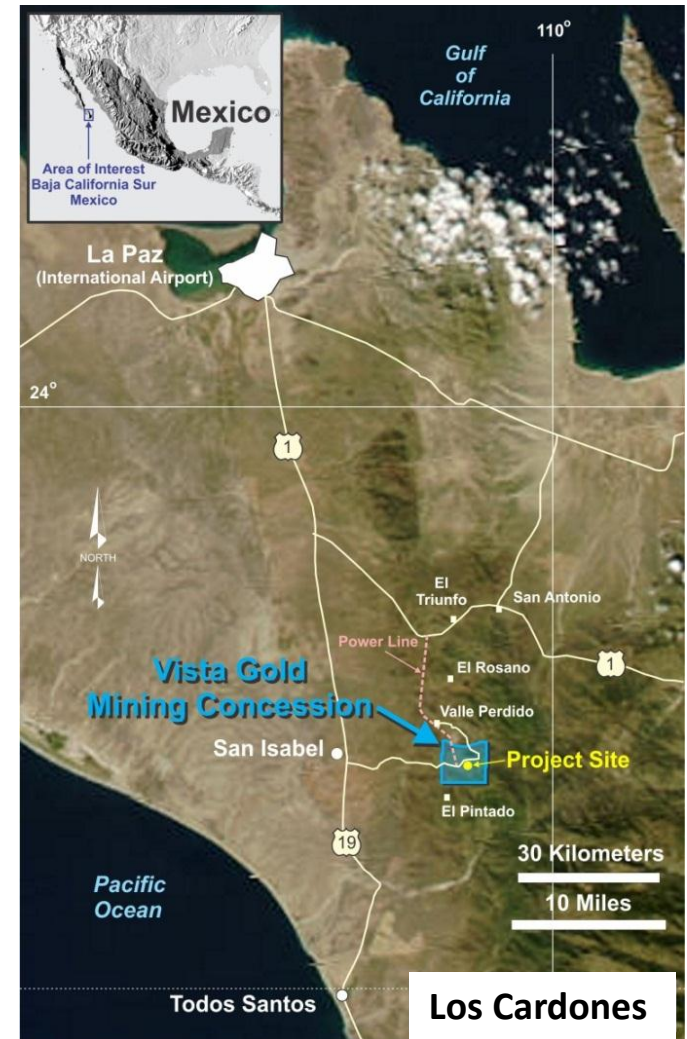 Mexico
Area of Interest
Baja California Sur
Mexico
Gulf
of
California
110°
La Paz
(International Airport)
24°
1
NORTH
El
Triunfo
San Antonio
Power Line
El Rosano
1
Vista Gold
Mining Concession
Valle Perdido
San Isabel
Project Site
El Pintado
19
30 Kilometers
10 Miles
Pacific
Ocean
Todos Santos
Los Cardones